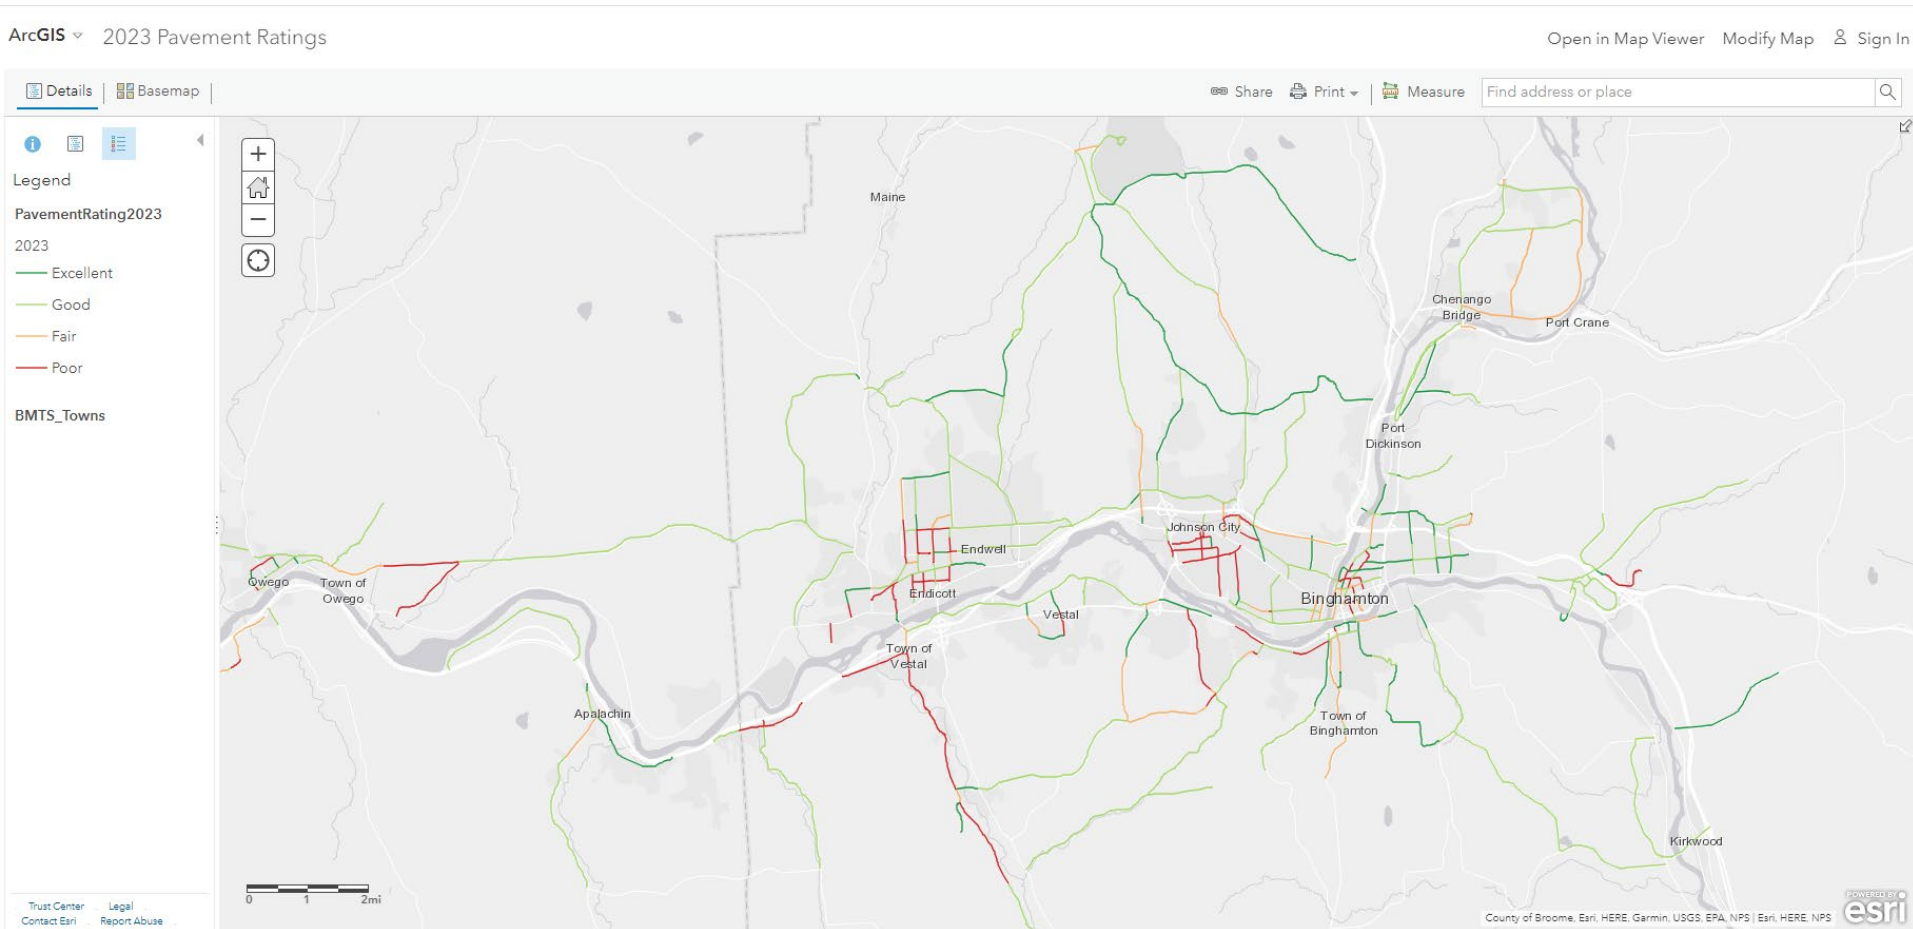 ArcGIS 2023 Pavement Ratings
Open in Map Viewer Modify Map Sign In
Details Basemap
Share Print Measure Find address or place
Legend
PavementRating2023
2023
Excellent
Good
Fair
Poor
BMTS_Towns
Trust Center Legal
Contact Esri Report Abuse
Maine
Chenango
Bridge
Port Crane
Port
Dickinson
Johnson City
Endwell
Owego
Town of
Owego
Endicott
Binghamton
Vestal
Town of
Vestal
Apalachin
Town of
Binghamton
Kirkwood
0 1 2mi
POWERED BY
esri
County of Broome, Esri, HERE, Garmin, USGS, EPA, NPS | Esri, HERE, NPS